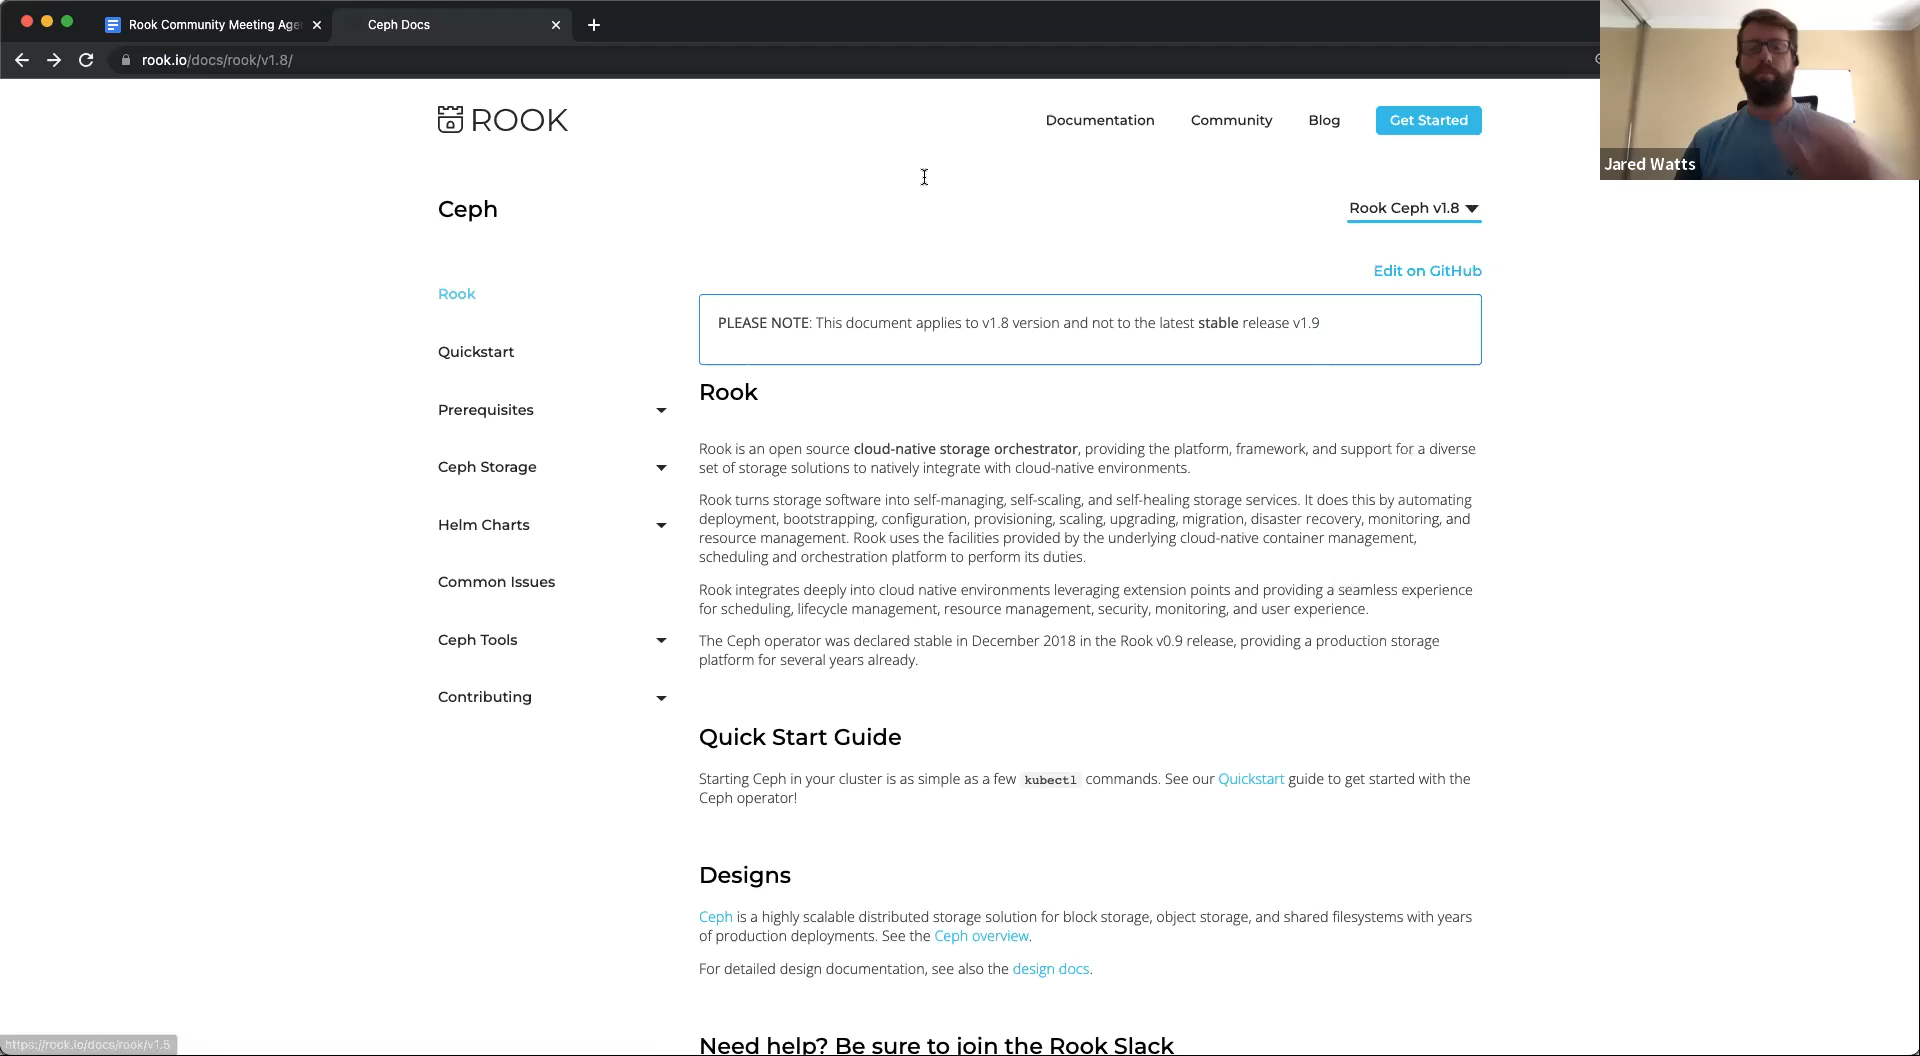 Rook Community Meeting Age
Ceph Docs
rook.io/docs/rook/v1.8/
ROOK
Documentation
Community
Blog
Get Started
Jared Watts
Ceph
Rook Ceph v1.8
Edit on GitHub
Rook
Quickstart
Prerequisites
Ceph Storage
Helm Charts
Common Issues
Ceph Tools
Contributing
PLEASE NOTE: This document applies to v1.8 version and not to the latest stable release v1.9
Rook
Rook is an open source cloud-native storage orchestrator, providing the platform, framework, and support for a diverse
set of storage solutions to natively integrate with cloud-native environments.
Rook turns storage software into self-managing, self-scaling, and self-healing storage services. It does this by automating
deployment, bootstrapping, configuration, provisioning, scaling, upgrading, migration, disaster recovery, monitoring, and
resource management. Rook uses the facilities provided by the underlying cloud-native container management,
scheduling and orchestration platform to perform its duties.
Rook integrates deeply into cloud native environments leveraging extension points and providing a seamless experience
for scheduling, lifecycle management, resource management, security, monitoring, and user experience.
The Ceph operator was declared stable in December 2018 in the Rook v0.9 release, providing a production storage
platform for several years already.
Quick Start Guide
Starting Ceph in your cluster is as simple as a few kubectl commands. See our Quickstart guide to get started with the
Ceph operator!
Designs
Ceph is a highly scalable distributed storage solution for block storage, object storage, and shared filesystems with years
of production deployments. See the Ceph overview.
For detailed design documentation, see also the design docs.
Need help? Be sure to join the Rook Slack
https://rook.io/docs/rook/v1.5